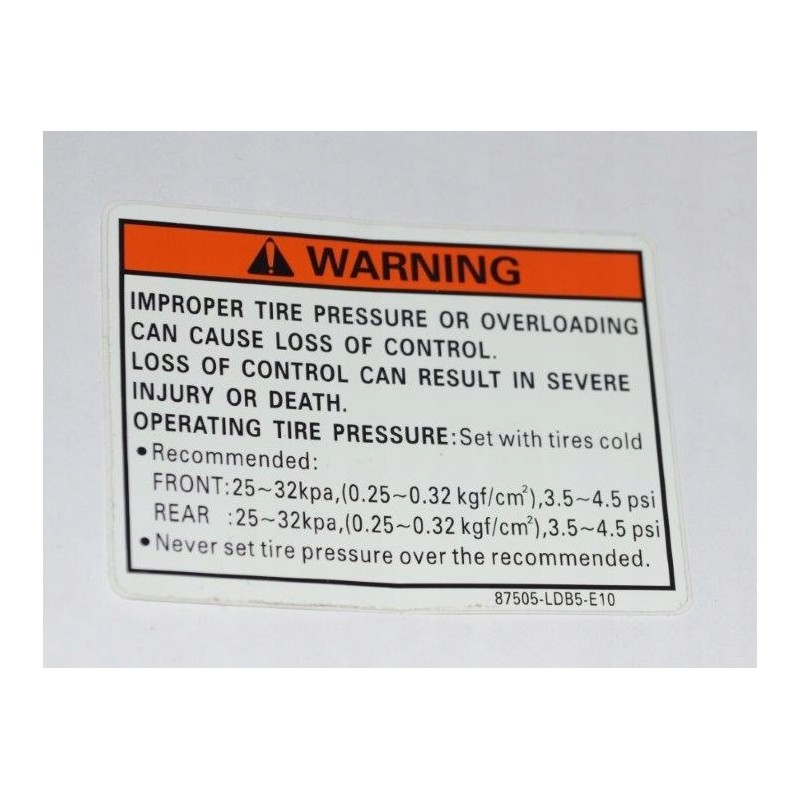 WARNING
IMPROPER TIRE PRESSURE OR OVERLOADING
CAN CAUSE LOSS OF CONTROL.
LOSS OF CONTROL CAN RESULT IN SEVERE
INJURY OR DEATH.
OPERATING TIRE PRESSURE:Set with tires cold
•Recommended:
FRONT:25~32kpa,(0.25~0.32 kgf/cm²),3.5~4.5 psi
REAR :25~32kpa,(0.25~0.32 kgf/cm²),3.5~4.5 psi
•Never set tire pressure over the recommended.
87505-LDB5-E10